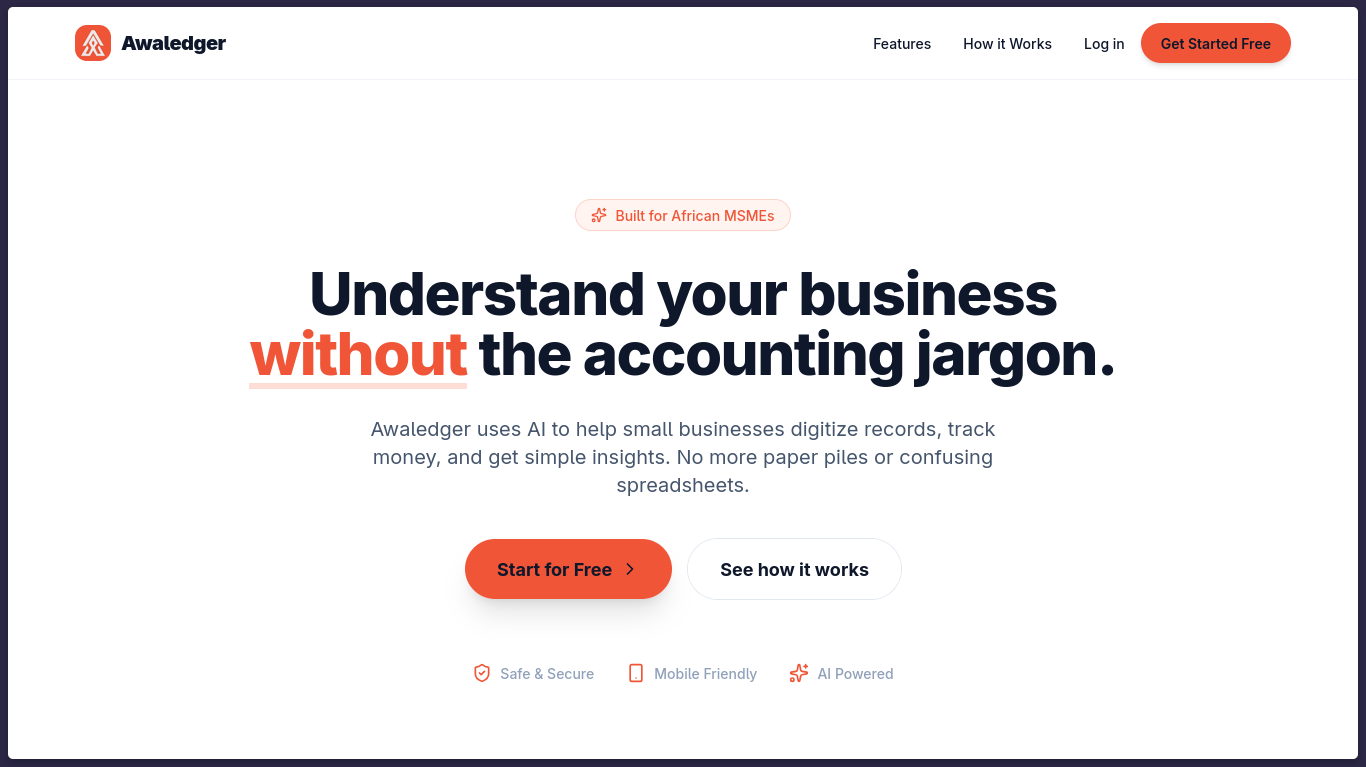 Awaledger
Features
How it Works
Log in
Get Started Free
Built for African MSMEs
Understand your business
without the accounting jargon.
Awaledger uses AI to help small businesses digitize records, track
money, and get simple insights. No more paper piles or confusing
spreadsheets.
Start for Free
See how it works
Safe & Secure
Mobile Friendly
AI Powered